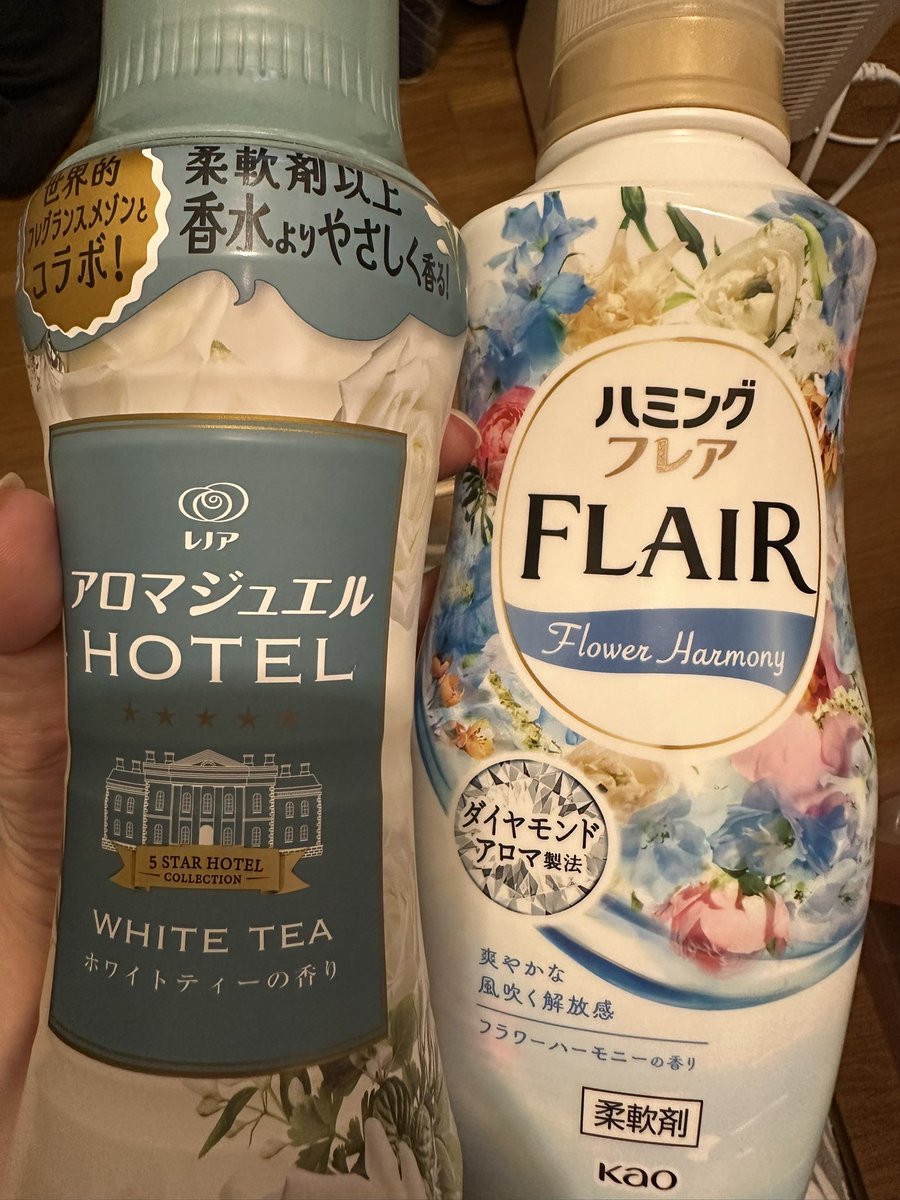 世界的
フレグランスメゾンと
コラボ!
柔軟剤以上
香水よりやさしく香る!
レノア
アロマジュエル
HOTEL
5 STAR HOTEL
COLLECTION
WHITE TEA
ホワイトティーの香り
ハミング
フレア
FLAIR
Flower Harmony
ダイヤモンド
アロマ製法
爽やかな
風吹く解放感
フラワーハーモニーの香り
柔軟剤
Kao